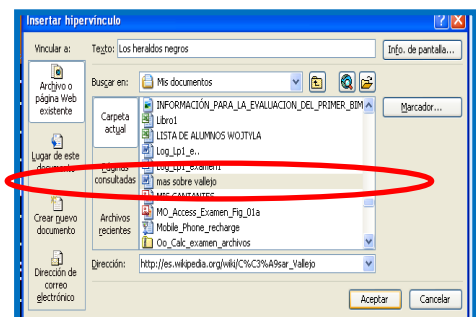 Insertar hipervínculo
Vincular a:
Texto: Los heraldos negros
Info. de pantalla...
Archivo o
página Web
existente
Buscar en: Mis documentos
Carpeta
actual
INFORMACIÓN_PARA_LA_EVALUACION_DEL_PRIMER_BIM
Libro1
LISTA DE ALUMNOS WOJTYLA
Log_Lp1_e..
Log_Lp1_examen1
mas sobre vallejo
MIS CANTANTES
MO_Access_Examen_Fig_01a
Mobile_Phone_recharge
Oo_Calc_examen_archivos
Marcador...
Lugar de este
documento
Páginas
consultadas
Crear nuevo
documento
Archivos
recientes
Dirección de
correo
electrónico
Dirección: http://es.wikipedia.org/wiki/C%C3%A9sar_Vallejo
Aceptar
Cancelar